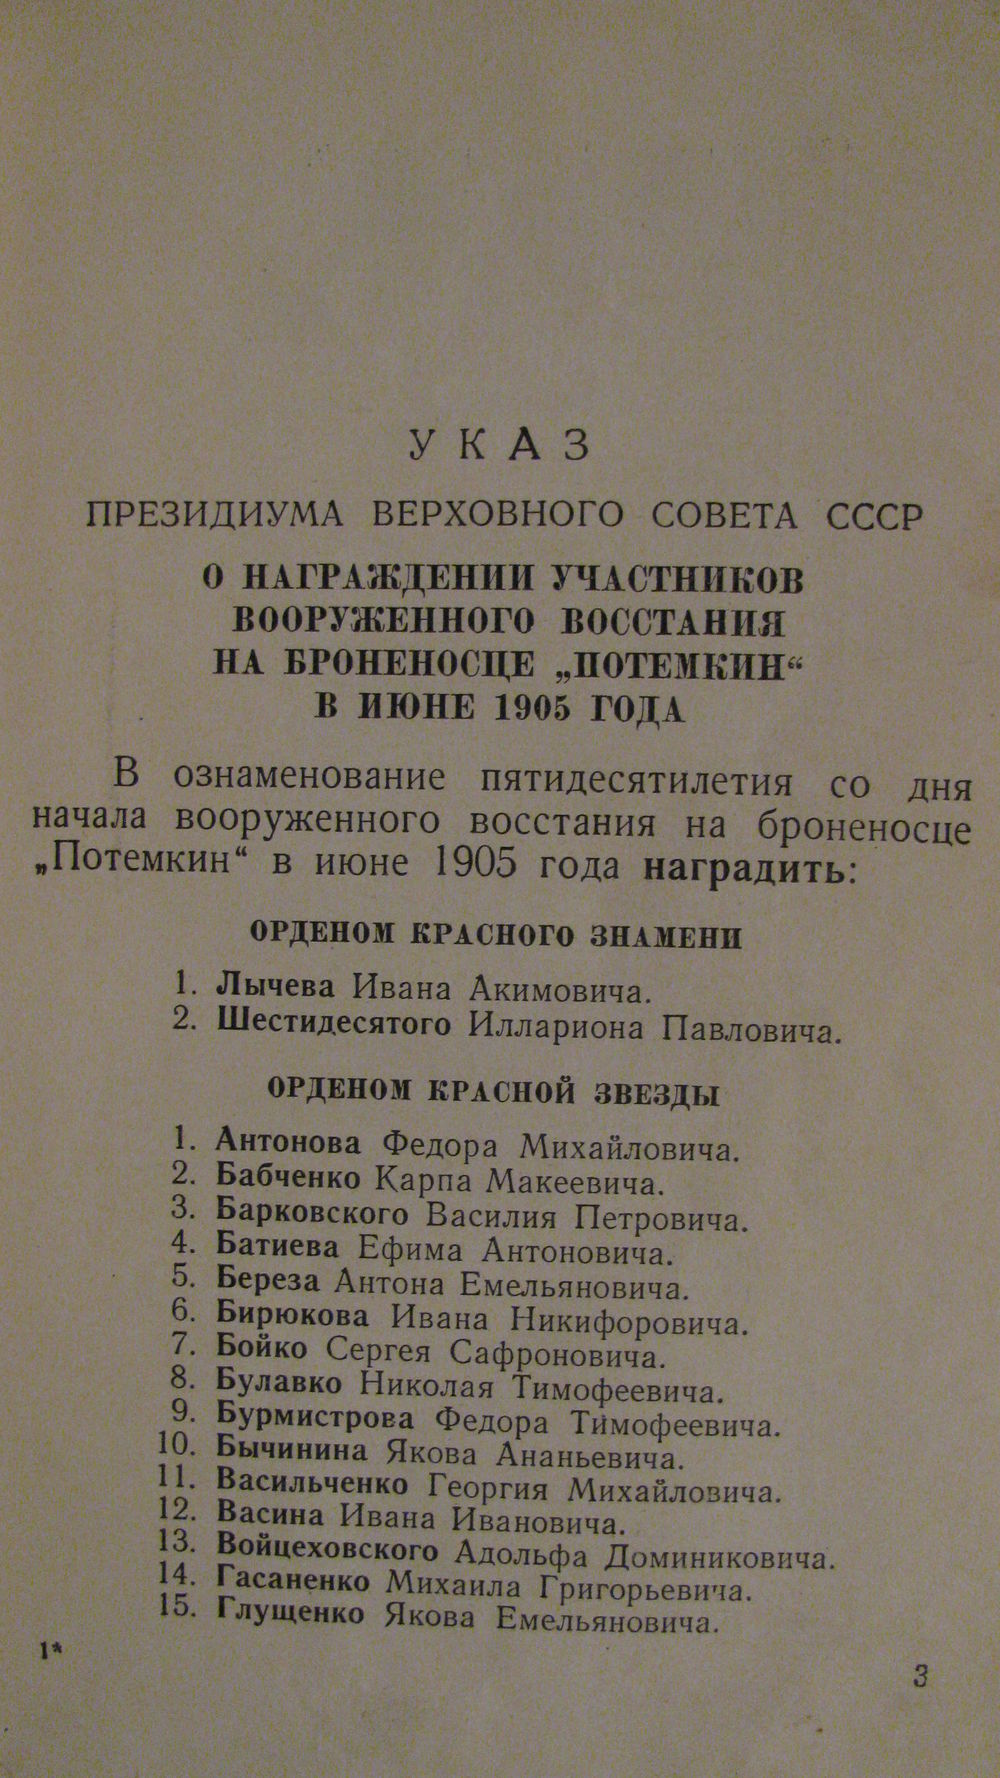 УКАЗ
ПРЕЗИДИУМА ВЕРХОВНОГО СОВЕТА СССР
О НАГРАЖДЕНИИ УЧАСТНИКОВ
ВООРУЖЕННОГО ВОССТАНИЯ
НА БРОНЕНОСЦЕ „ПОТЕМКИН“
В ИЮНЕ 1905 ГОДА
В ознаменование пятидесятилетия со дня
начала вооруженного восстания на броненосце
„Потемкин“ в июне 1905 года наградить:
ОРДЕНОМ КРАСНОГО ЗНАМЕНИ
1. Лычева Ивана Акимовича.
2. Шестидесятого Иллариона Павловича.
ОРДЕНОМ КРАСНОЙ ЗВЕЗДЫ
1. Антонова Федора Михайловича.
2. Бабченко Карпа Макеевича.
3. Барковского Василия Петровича.
4. Батиева Ефима Антоновича.
5. Береза Антона Емельяновича.
6. Бирюкова Ивана Никифоровича.
7. Бойко Сергея Сафроновича.
8. Булавко Николая Тимофеевича.
9. Бурмистрова Федора Тимофеевича.
10. Бычинина Якова Ананьевича.
11. Васильченко Георгия Михайловича.
12. Васина Ивана Ивановича.
13. Войцеховского Адольфа Доминиковича.
14. Гасаненко Михаила Григорьевича.
15. Глущенко Якова Емельяновича.
1*
3